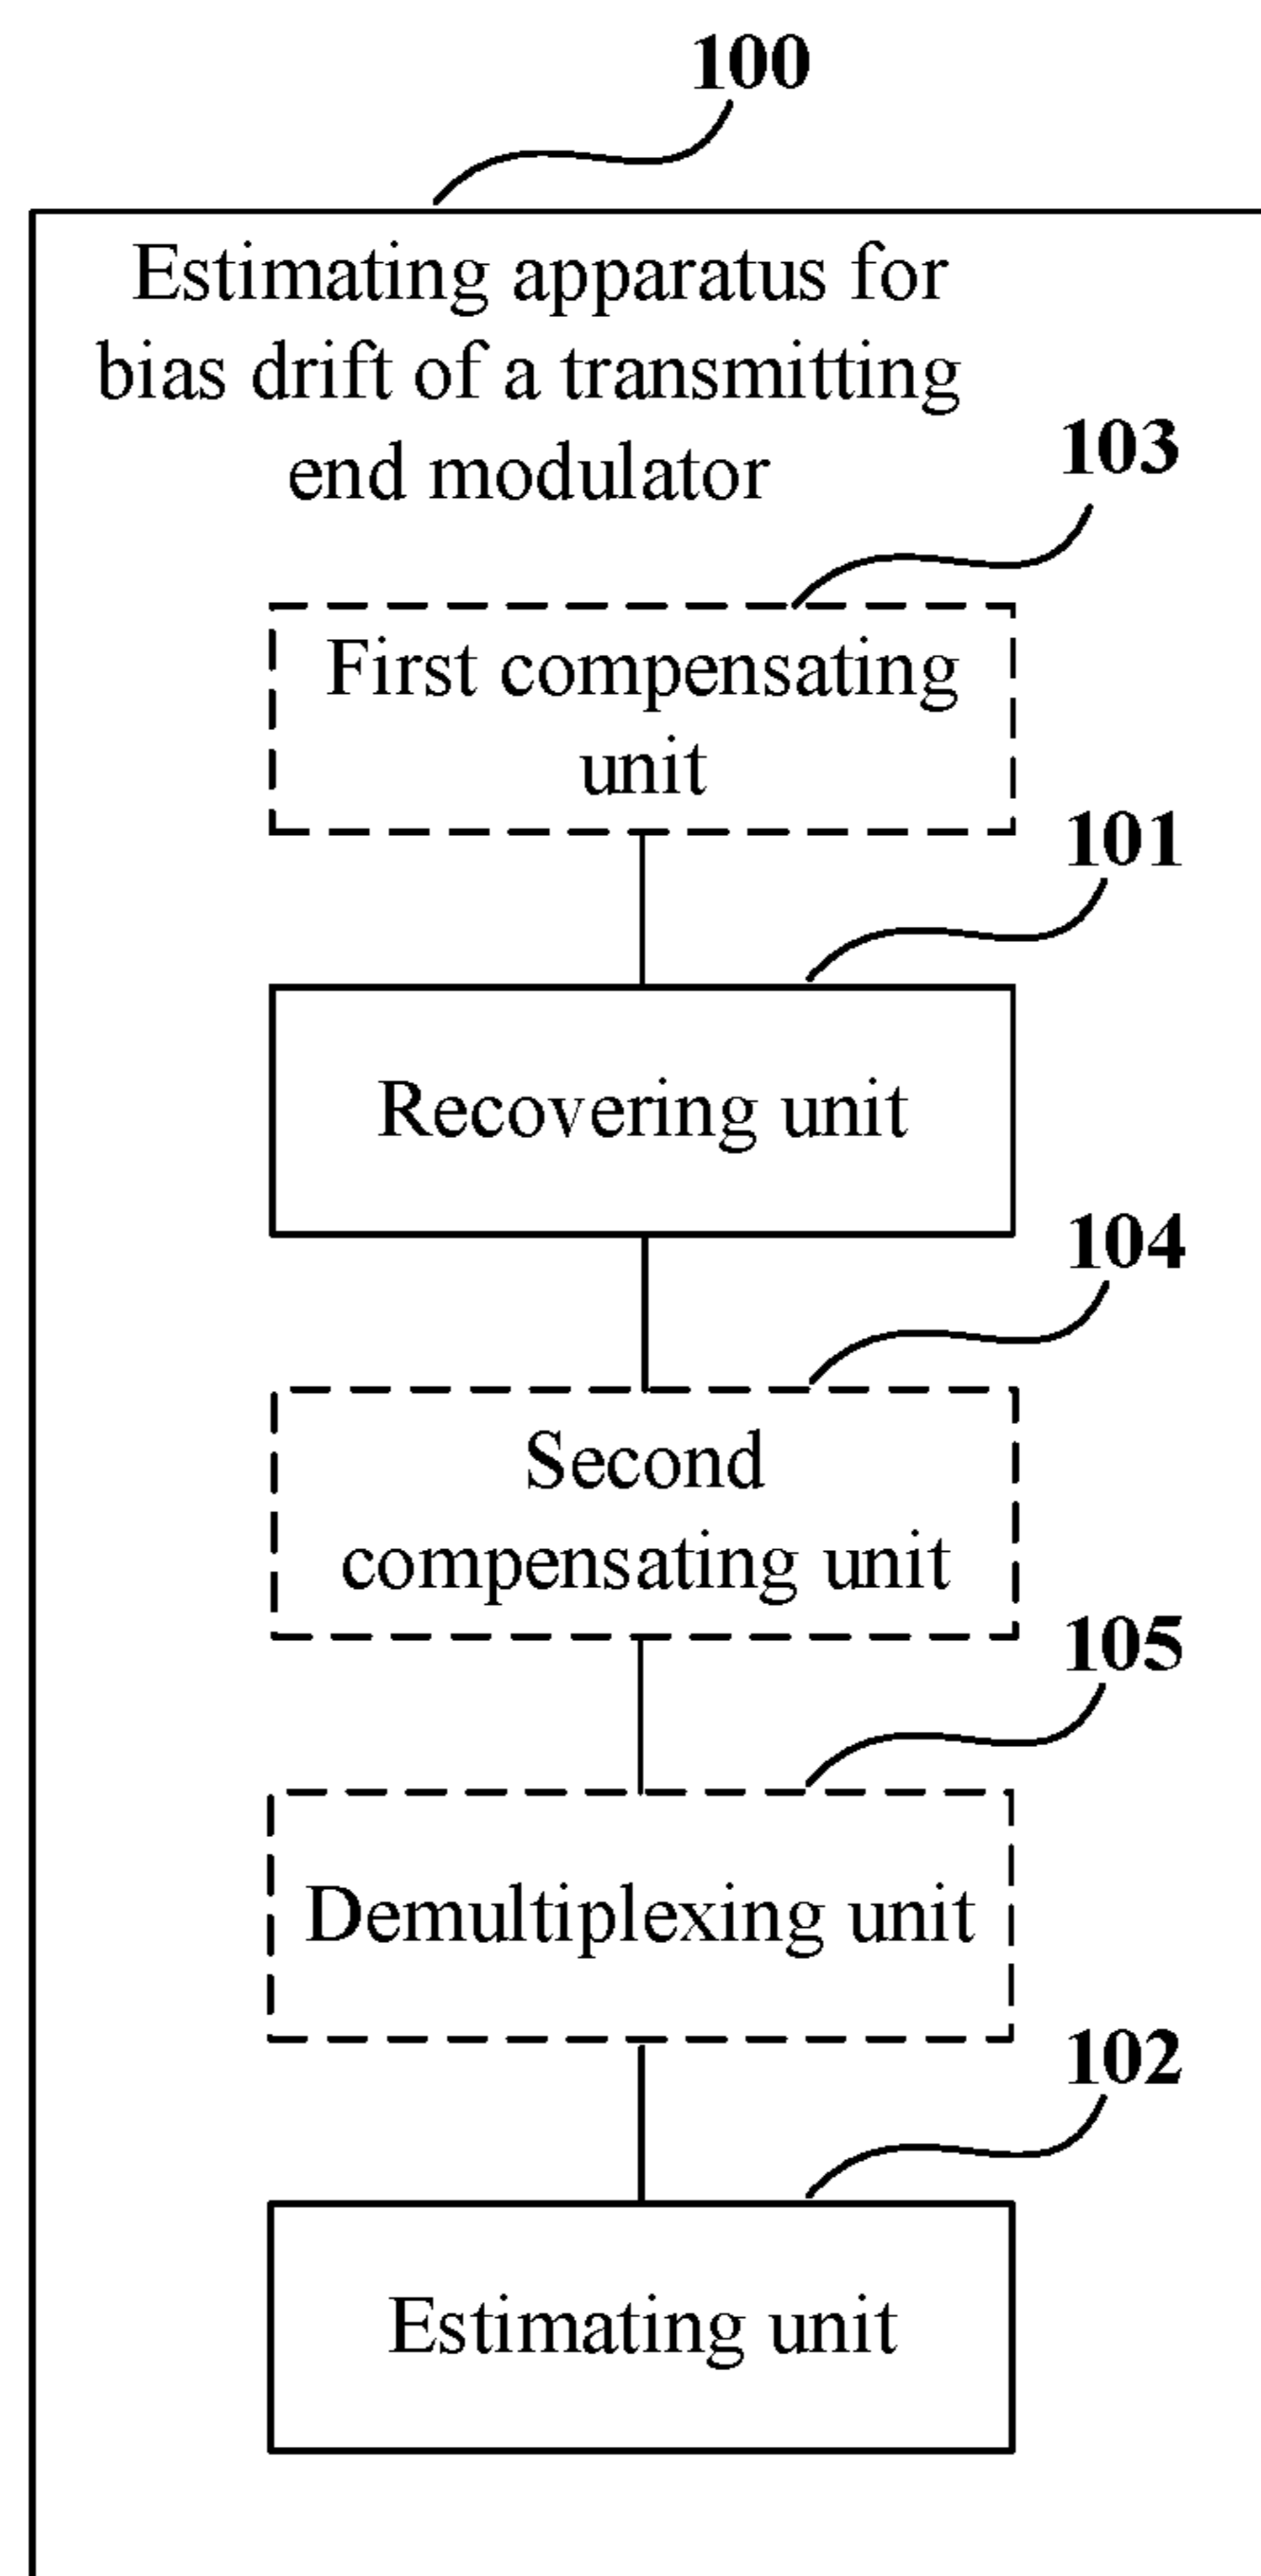 100
Estimating apparatus for
bias drift of a transmitting
end modulator
103
First compensating
unit
101
Recovering unit
104
Second
compensating unit
105
Demultiplexing unit
102
Estimating unit